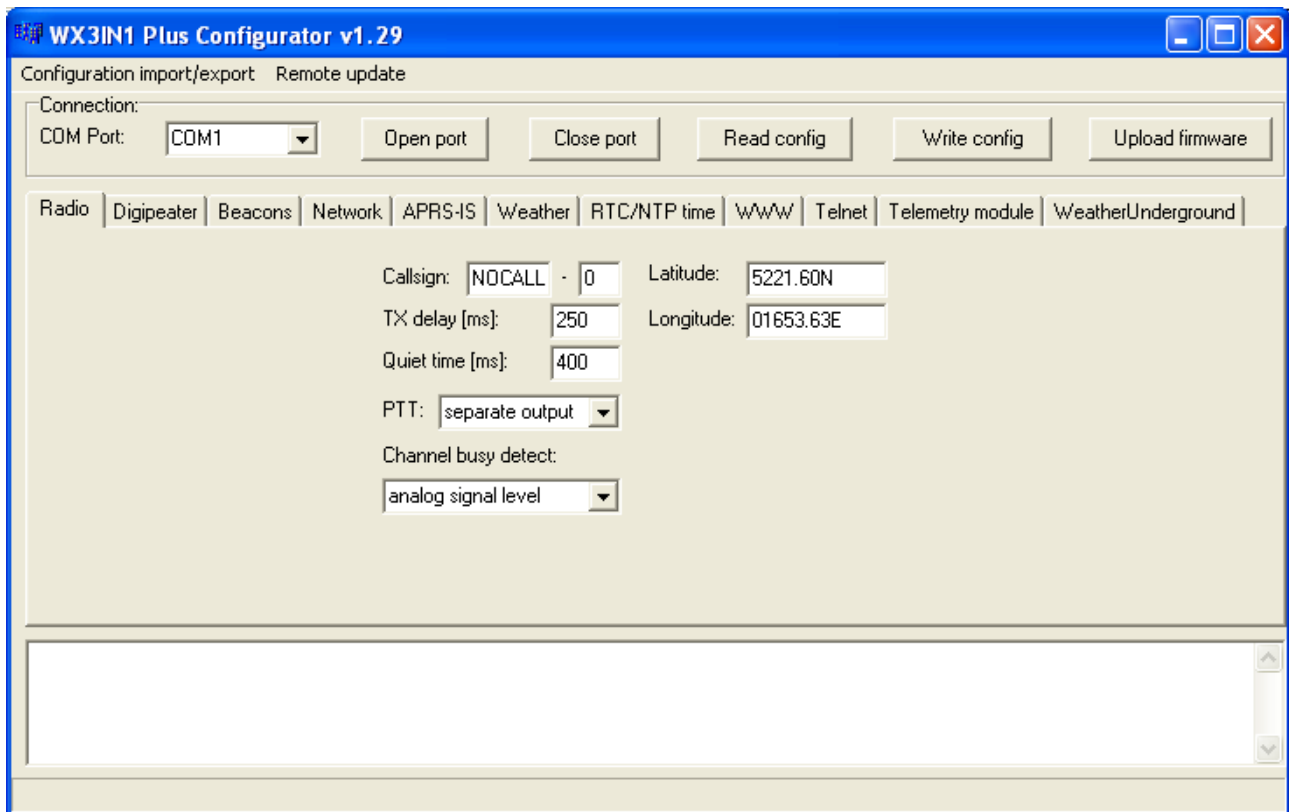 WX3IN1 Plus Configurator v1.29
Configuration import/export Remote update
Connection:
COM Port: COM1 Open port Close port Read config Write config Upload firmware
Radio Digipeater Beacons Network APRS-IS Weather RTC/NTP time WWW Telnet Telemetry module WeatherUnderground
Callsign: NOCALL - 0 Latitude: 5221.60N
TX delay [ms]: 250 Longitude: 01653.63E
Quiet time [ms]: 400
PTT: separate output
Channel busy detect:
analog signal level